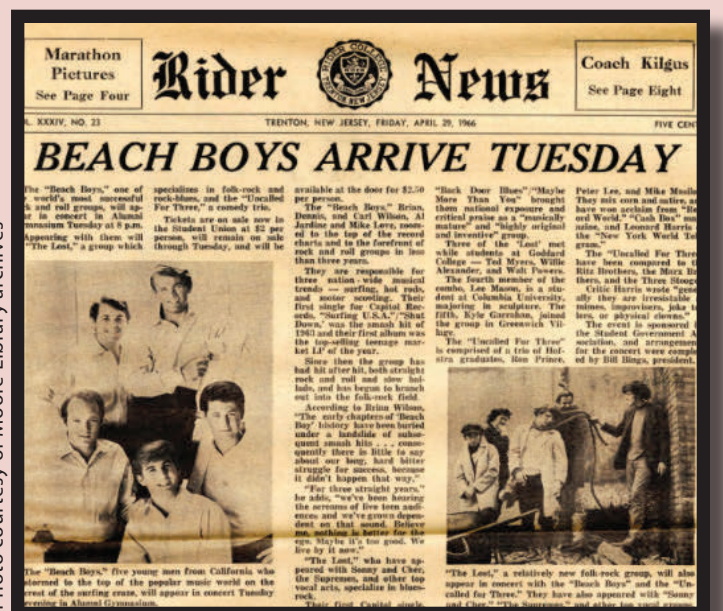 Marathon
Pictures
See Page Four
Rider News
Coach Kilgus
See Page Eight
L. XXXIV, NO. 23
TRENTON, NEW JERSEY, FRIDAY, APRIL 29, 1966
FIVE CEN
BEACH BOYS ARRIVE TUESDAY
The "Beach Boys," one of
world's most successful
k and roll groups, will ap-
r in concert in Alumni
mnasium Tuesday at 8 p.m.
Appearing with them will
"The Lost," a group which
specializes in folk-rock and
rock-blues, and the "Uncalled
For Three," a comedy trio.
Tickets are on sale now in
the Student Union at $2 per
person, will remain on sale
through Tuesday, and will be
available at the door for $2.50
per person.
The "Beach Boys," Brian,
Dennis, and Carl Wilson, Al
Jardine and Mike Love, zoom-
ed to the top of the record
charts and to the forefront of
rock and roll groups in less
than three years.
They are responsible for
three nation-wide musical
trends — surfing, hot rods,
and motor scooting. Their
first single for Capitol Rec-
ords, "Surfing U.S.A."/"Shut
Down,' was the smash hit of
1963 and their first album was
the top-selling teenage mar-
ket LP of the year.
Since then the group has
had hit after hit, both straight
rock and roll and slow bal-
lads, and has begun to branch
out into the folk-rock field.
According to Brian Wilson,
"The early chapters of 'Beach
Boy' history have been buried
under a landslide of subse-
quent smash hits . . . conse-
quently there is little to say
about our long, hard bitter
struggle for success, because
it didn't happen that way."
"For three straight years,"
he adds, "we've been hearing
the screams of live teen audi-
ences and we've grown depen-
dent on that sound. Believe
me, nothing is better for the
ego. Maybe it's too good. We
live by it now."
"The Lost," who have ap-
peared with Sonny and Cher,
the Supremes, and other top
vocal acts, specialize in blues-
rock.
Their first Capitol single,
"Back Door Blues"/"Maybe
More Than You" brought
them national exposure and
critical praise as a "musically
mature" and "highly original
and inventive" group.
Three of the 'Lost' met
while students at Goddard
College — Ted Myers, Willie
Alexander, and Walt Powers.
The fourth member of the
combo, Lee Mason, is a stu-
dent at Columbia University,
majoring in sculpture. The
fifth, Kyle Garrahan, joined
the group in Greenwich Vil-
lage.
The "Uncalled For Three"
is comprised of a trio of Hof-
stra graduates, Ron Prince,
Peter Lee, and Mike
They mix corn and satire, a
have won acclaim from
ord World." "Cash Box" ma
azine, and Leonard Harris
the "New York World
gram."
The "Uncalled For Three
have been compared to t
Ritz Brothers, the Marx Br
thers, and the Three Stoog
Critic Harris wrote "gen
ally they are irresistable
mimes, improvisers, joke t
lers, or physical clowns."
The event is sponsored
the Student Government A
sociation, and arrangemen
for the concert were compl
ed by Bill Binga, president.
The "Beach Boys," five young men from California who
stormed to the top of the popular music world on the
crest of the surfing craze, will appear in concert Tuesday
evening in Alumni Gymnasium.
"The Lost," a relatively new folk-rock group, will also
appear in concert with the "Beach Boys" and the "Un-
called for Three." They have also appeared with "Sonny
and Cher," "The Supremes" and other top vocal groups.
Photo courtesy of Moore Library archives